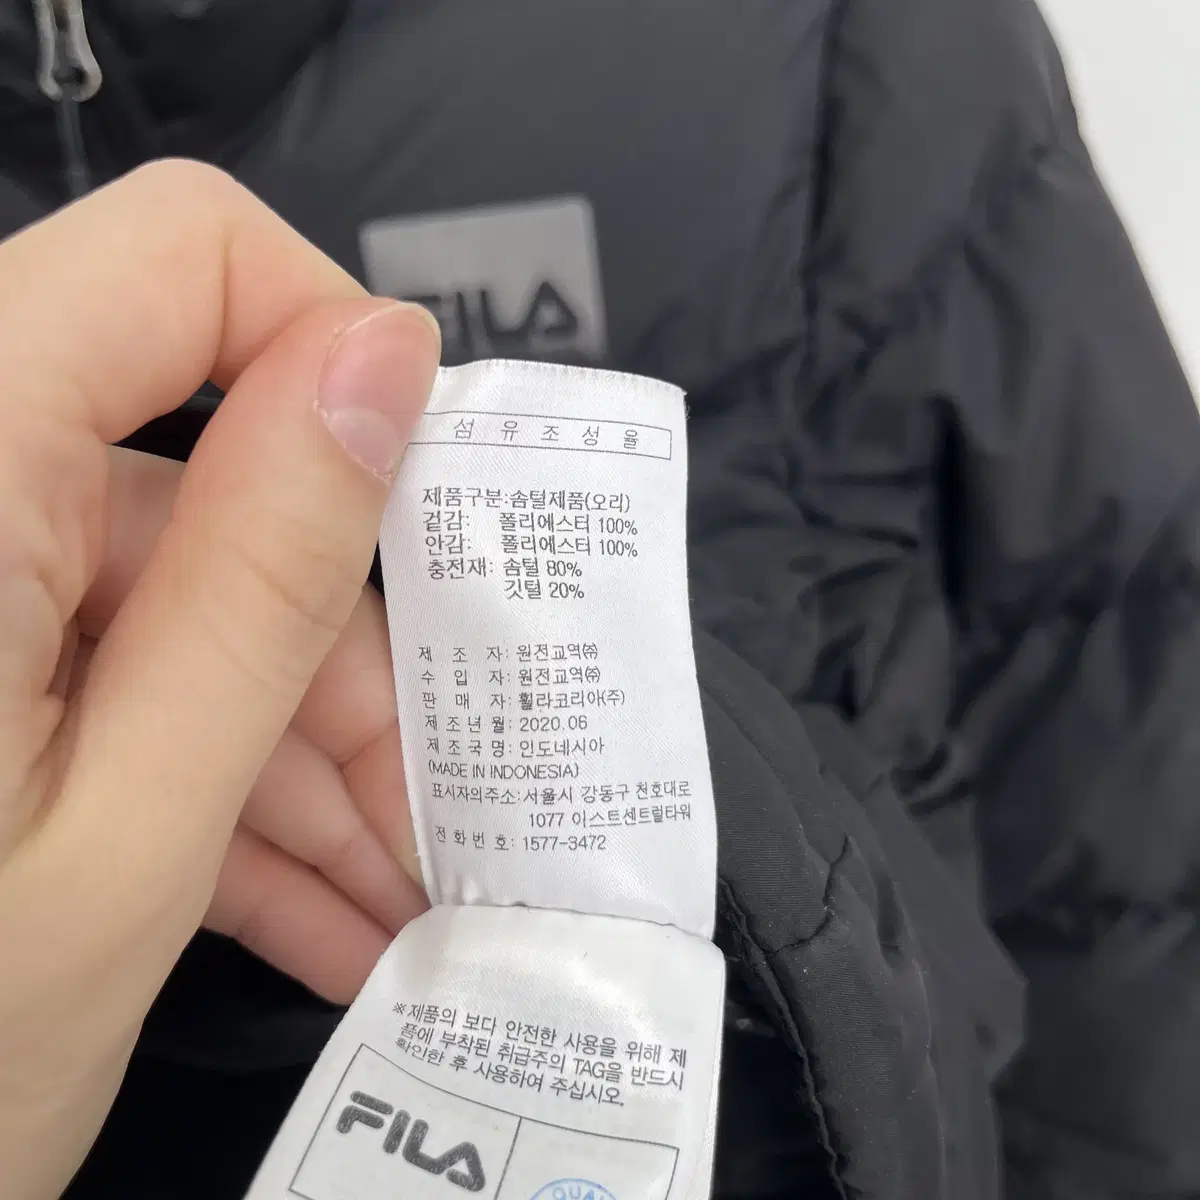 FILA
섬 유 조 성 율
제품구분:솜털제품(오리)
겉감: 폴리에스터 100%
안감: 폴리에스터 100%
충전재: 솜털 80%
깃털 20%
제 조 자: 원전교역㈜
수 입 자: 원전교역㈜
판 매 자: 휠라코리아(주)
제 조 년 월: 2020.06
제 조 국 명: 인도네시아
(MADE IN INDONESIA)
표시자의주소:서울시 강동구 천호대로
1077 이스트센트럴타워
전 화 번 호: 1577-3472
※제품의 보다 안전한 사용을 위해 제
품에 부착된 취급주의 TAG을 반드시
확인한 후 사용하여 주십시오.
FILA